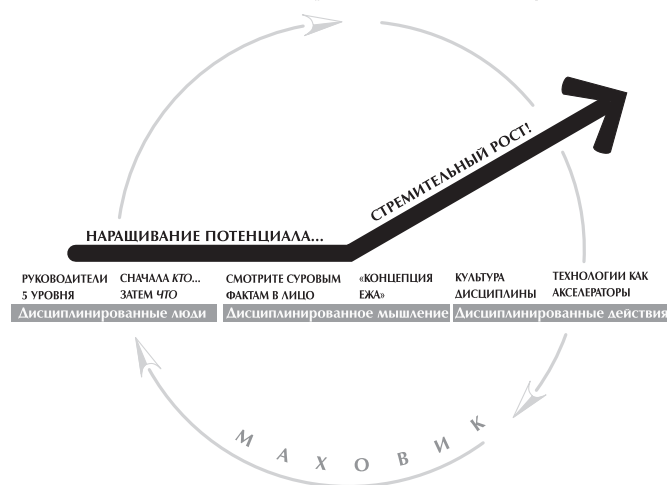 СТРЕМИТЕЛЬНЫЙ РОСТ!
НАРАЩИВАНИЕ ПОТЕНЦИАЛА...
РУКОВОДИТЕЛИ
5 УРОВНЯ
СНАЧАЛА КТО...
ЗАТЕМ ЧТО
СМОТРИТЕ СУРОВЫМ
ФАКТАМ В ЛИЦО
«КОНЦЕПЦИЯ
ЕЖА»
КУЛЬТУРА
ДИСЦИПЛИНЫ
ТЕХНОЛОГИИ КАК
АКСЕЛЕРАТОРЫ
Дисциплинированные люди
Дисциплинированное мышление
Дисциплинированные действия
МАХОВИК